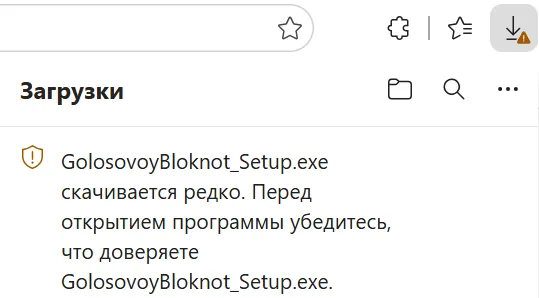 Загрузки
GolosovoyBloknot_Setup.exe
скачивается редко. Перед
открытием программы убедитесь,
что доверяете
GolosovoyBloknot_Setup.exe.